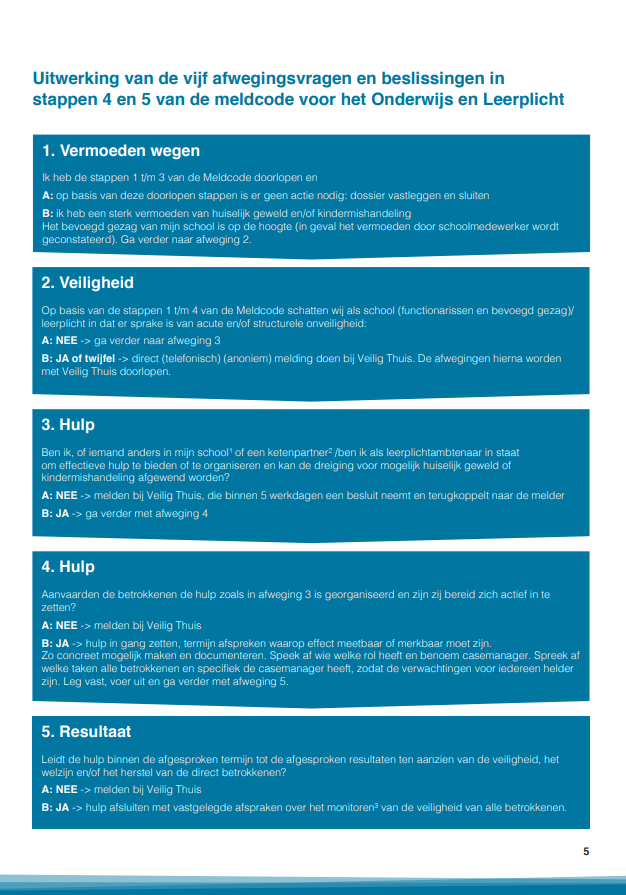 Uitwerking van de vijf afwegingsvragen en beslissingen in
stappen 4 en 5 van de meldcode voor het Onderwijs en Leerplicht
1. Vermoeden wegen
Ik heb de stappen 1 t/m 3 van de Meldcode doorlopen en
A: op basis van deze doorlopen stappen is er geen actie nodig: dossier vastleggen en sluiten
B: ik heb een sterk vermoeden van huiselijk geweld en/of kindermishandeling
Het bevoegd gezag van mijn school is op de hoogte (in geval het vermoeden door schoolmedewerker wordt
geconstateerd). Ga verder naar afweging 2.
2. Veiligheid
Op basis van de stappen 1 t/m 4 van de Meldcode schatten wij als school (functionarissen en bevoegd gezag)/
leerplicht in dat er sprake is van acute en/of structurele onveiligheid:
A: NEE -> ga verder naar afweging 3
B: JA of twijfel -> direct (telefonisch) (anoniem) melding doen bij Veilig Thuis. De afwegingen hierna worden
met Veilig Thuis doorlopen.
3. Hulp
Ben ik, of iemand anders in mijn school¹ of een ketenpartner² /ben ik als leerplichtambtenaar in staat
om effectieve hulp te bieden of te organiseren en kan de dreiging voor mogelijk huiselijk geweld of
kindermishandeling afgewend worden?
A: NEE -> melden bij Veilig Thuis, die binnen 5 werkdagen een besluit neemt en terugkoppelt naar de melder
B: JA -> ga verder met afweging 4
4. Hulp
Aanvaarden de betrokkenen de hulp zoals in afweging 3 is georganiseerd en zijn zij bereid zich actief in te
zetten?
A: NEE -> melden bij Veilig Thuis
B: JA -> hulp in gang zetten, termijn afspreken waarop effect meetbaar of merkbaar moet zijn.
Zo concreet mogelijk maken en documenteren. Speek af wie welke rol heeft en benoem casemanager. Spreek af
welke taken alle betrokkenen en specifiek de casemanager heeft, zodat de verwachtingen voor iedereen helder
zijn. Leg vast, voer uit en ga verder met afweging 5.
5. Resultaat
Leidt de hulp binnen de afgesproken termijn tot de afgesproken resultaten ten aanzien van de veiligheid, het
welzijn en/of het herstel van de direct betrokkenen?
A: NEE -> melden bij Veilig Thuis
B: JA -> hulp afsluiten met vastgelegde afspraken over het monitoren³ van de veiligheid van alle betrokkenen.
5